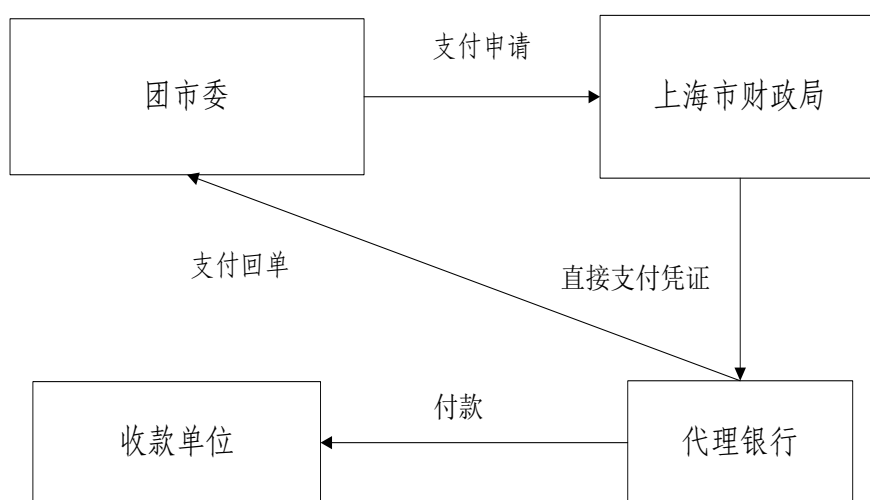 支付申请
团市委
上海市财政局
支付回单
直接支付凭证
付款
收款单位
代理银行